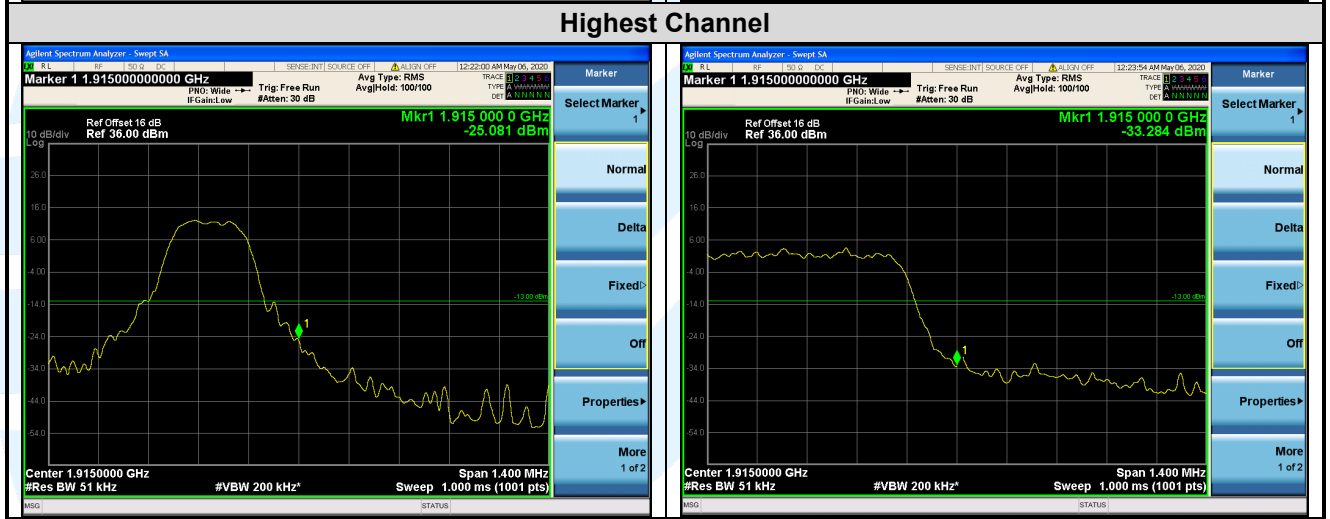 Highest Channel
Agilent Spectrum Analyzer - Swept SA
LXI RL RF 50 Ω DC SENSE:INT SOURCE OFF ALIGN OFF 12:22:00 AM May 06, 2020
Marker 1 1.915000000000 GHz
PNO: Wide
IFGain:Low
Trig: Free Run
#Atten: 30 dB
Avg Type: RMS
Avg|Hold: 100/100
TRACE 1 2 3 4 5 6
TYPE A WWWWW
DET A N N N N N
Ref Offset 16 dB
10 dB/div Ref 36.00 dBm
Log
Mkr1 1.915 000 0 GHz
-25.081 dBm
26.0
16.0
6.00
-4.00
-13.00 dBm
-14.0
1
-24.0
-34.0
-44.0
-54.0
Center 1.9150000 GHz Span 1.400 MHz
#Res BW 51 kHz #VBW 200 kHz* Sweep 1.000 ms (1001 pts)
MSG STATUS
Marker
Select Marker
1
Normal
Delta
Fixed
Off
Properties
More
1 of 2
Agilent Spectrum Analyzer - Swept SA
LXI RL RF 50 Ω DC SENSE:INT SOURCE OFF ALIGN OFF 12:23:54 AM May 06, 2020
Marker 1 1.915000000000 GHz
PNO: Wide
IFGain:Low
Trig: Free Run
#Atten: 30 dB
Avg Type: RMS
Avg|Hold: 100/100
TRACE 1 2 3 4 5 6
TYPE A WWWWW
DET A N N N N N
Ref Offset 16 dB
10 dB/div Ref 36.00 dBm
Log
Mkr1 1.915 000 0 GHz
-33.284 dBm
26.0
16.0
6.00
-4.00
-13.00 dBm
-14.0
-24.0
1
-34.0
-44.0
-54.0
Center 1.9150000 GHz Span 1.400 MHz
#Res BW 51 kHz #VBW 200 kHz* Sweep 1.000 ms (1001 pts)
MSG STATUS
Marker
Select Marker
1
Normal
Delta
Fixed
Off
Properties
More
1 of 2